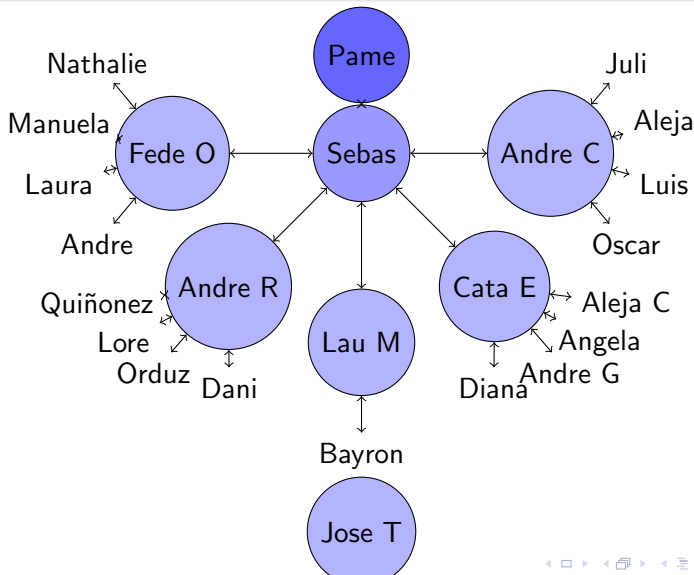 Pame
Nathalie
Juli
Manuela
Aleja
Fede O
Sebas
Andre C
Laura
Luis
Andre
Oscar
Andre R
Cata E
Quiñonez
Aleja C
Lore
Lau M
Angela
Orduz
Dani
Diana
Andre G
Bayron
Jose T